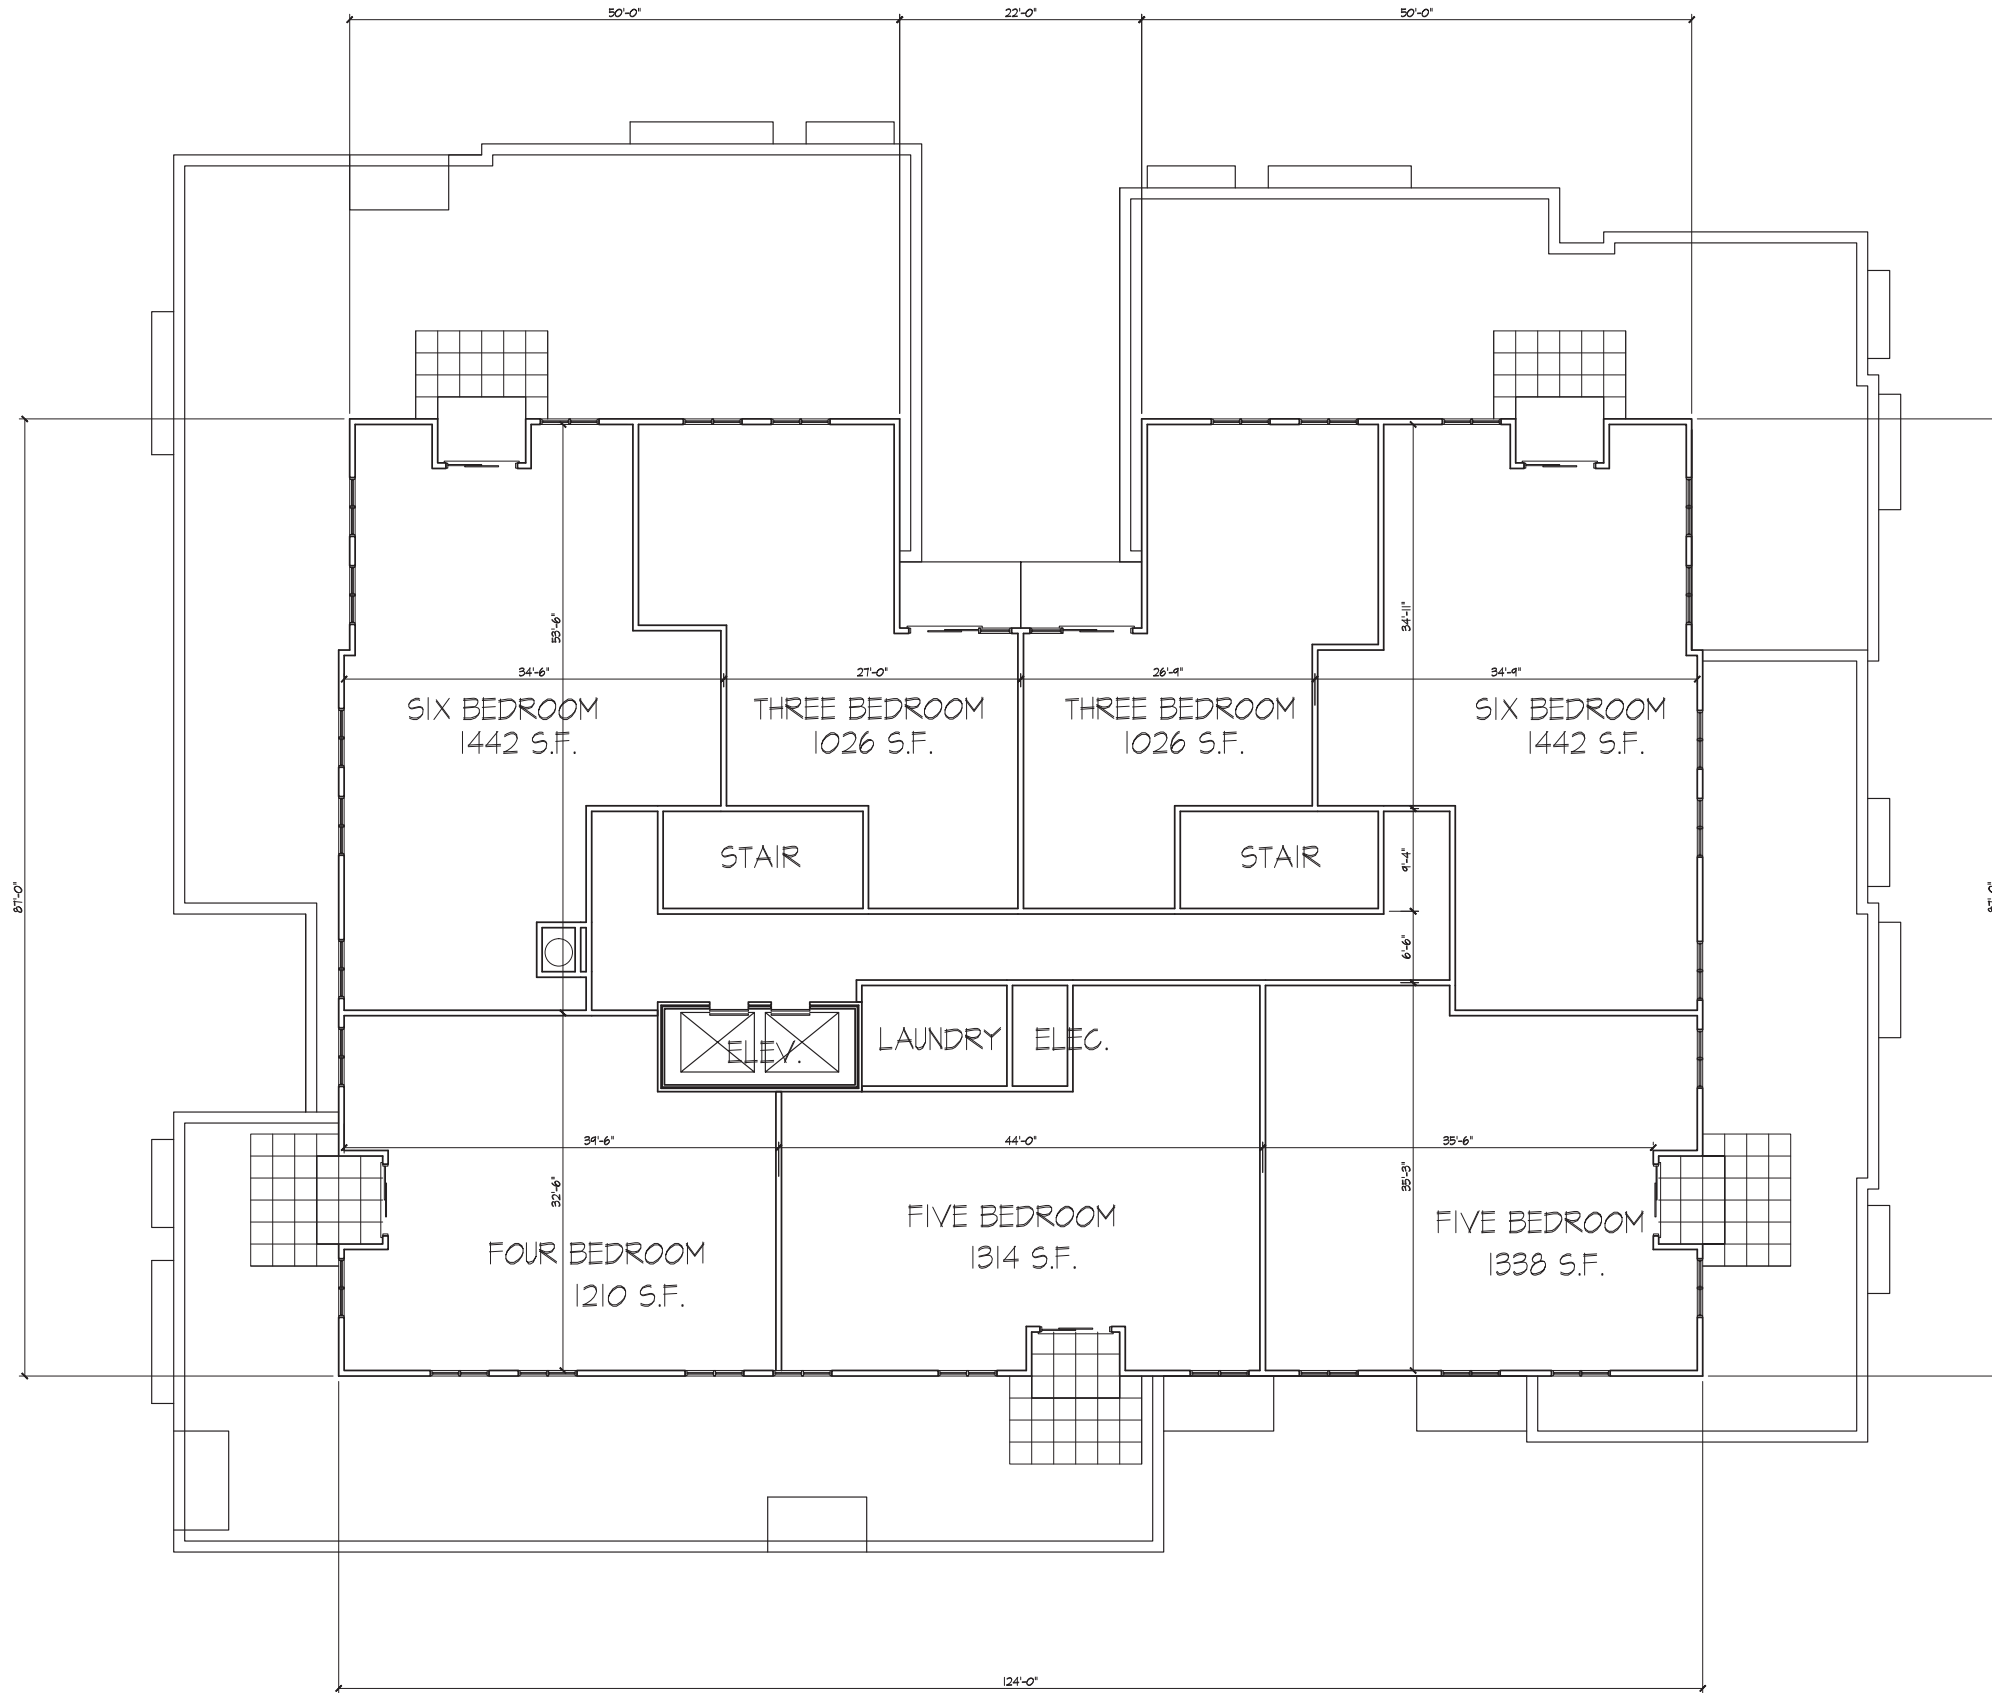 50'-0"
22'-0"
50'-0"
53'-6"
34'-11"
34'-6"
27'-0"
26'-9"
34'-9"
SIX BEDROOM
1442 S.F.
THREE BEDROOM
1026 S.F.
THREE BEDROOM
1026 S.F.
SIX BEDROOM
1442 S.F.
STAIR
STAIR
9'-4"
87'-0"
87'-0"
6'-6"
ELEV.
LAUNDRY
ELEC.
39'-6"
44'-0"
35'-6"
32'-6"
35'-3"
FOUR BEDROOM
1210 S.F.
FIVE BEDROOM
1314 S.F.
FIVE BEDROOM
1338 S.F.
124'-0"